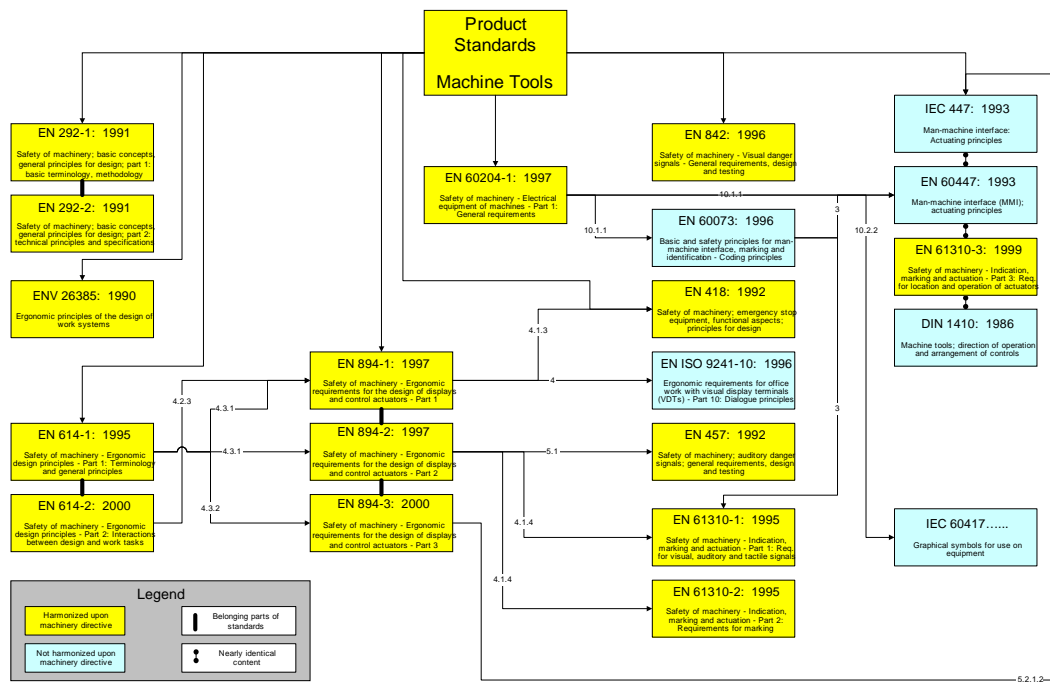 Product
Standards
Machine Tools
EN 292-1: 1991
Safety of machinery; basic concepts,
general principles for design; part 1:
basic terminology, methodology
EN 292-2: 1991
Safety of machinery; basic concepts,
general principles for design; part 2:
technical principles and specifications
ENV 26385: 1990
Ergonomic principles of the design of
work systems
EN 614-1: 1995
Safety of machinery - Ergonomic
design principles - Part 1: Terminology
and general principles
EN 614-2: 2000
Safety of machinery - Ergonomic
design principles - Part 2: Interactions
between design and work tasks
4.2.3
4.3.1
4.3.1
4.3.2
EN 894-1: 1997
Safety of machinery - Ergonomic
requirements for the design of displays
and control actuators - Part 1
EN 894-2: 1997
Safety of machinery - Ergonomic
requirements for the design of displays
and control actuators - Part 2
EN 894-3: 2000
Safety of machinery - Ergonomic
requirements for the design of displays
and control actuators - Part 3
EN 60204-1: 1997
Safety of machinery - Electrical
equipment of machines - Part 1:
General requirements
10.1.1
10.1.1
3
10.2.2
4.1.3
4
5.1
4.1.4
4.1.4
3
5.2.1.2
EN 842: 1996
Safety of machinery - Visual danger
signals - General requirements, design
and testing
EN 60073: 1996
Basic and safety principles for man-
machine interface, marking and
identification - Coding principles
EN 418: 1992
Safety of machinery; emergency stop
equipment, functional aspects;
principles for design
EN ISO 9241-10: 1996
Ergonomic requirements for office
work with visual display terminals
(VDTs) - Part 10: Dialogue principles
EN 457: 1992
Safety of machinery; auditory danger
signals; general requirements, design
and testing
EN 61310-1: 1995
Safety of machinery - Indication,
marking and actuation - Part 1: Req.
for visual, auditory and tactile signals
EN 61310-2: 1995
Safety of machinery - Indication,
marking and actuation - Part 2:
Requirements for marking
IEC 447: 1993
Man-machine interface:
Actuating principles
EN 60447: 1993
Man-machine interface (MMI);
actuating principles
EN 61310-3: 1999
Safety of machinery - Indication,
marking and actuation - Part 3: Req.
for location and operation of actuators
DIN 1410: 1986
Machine tools; direction of operation
and arrangement of controls
IEC 60417…...
Graphical symbols for use on
equipment
Legend
Harmonized upon
machinery directive
Belonging parts of
standards
Not harmonized upon
machinery directive
Nearly identical
content